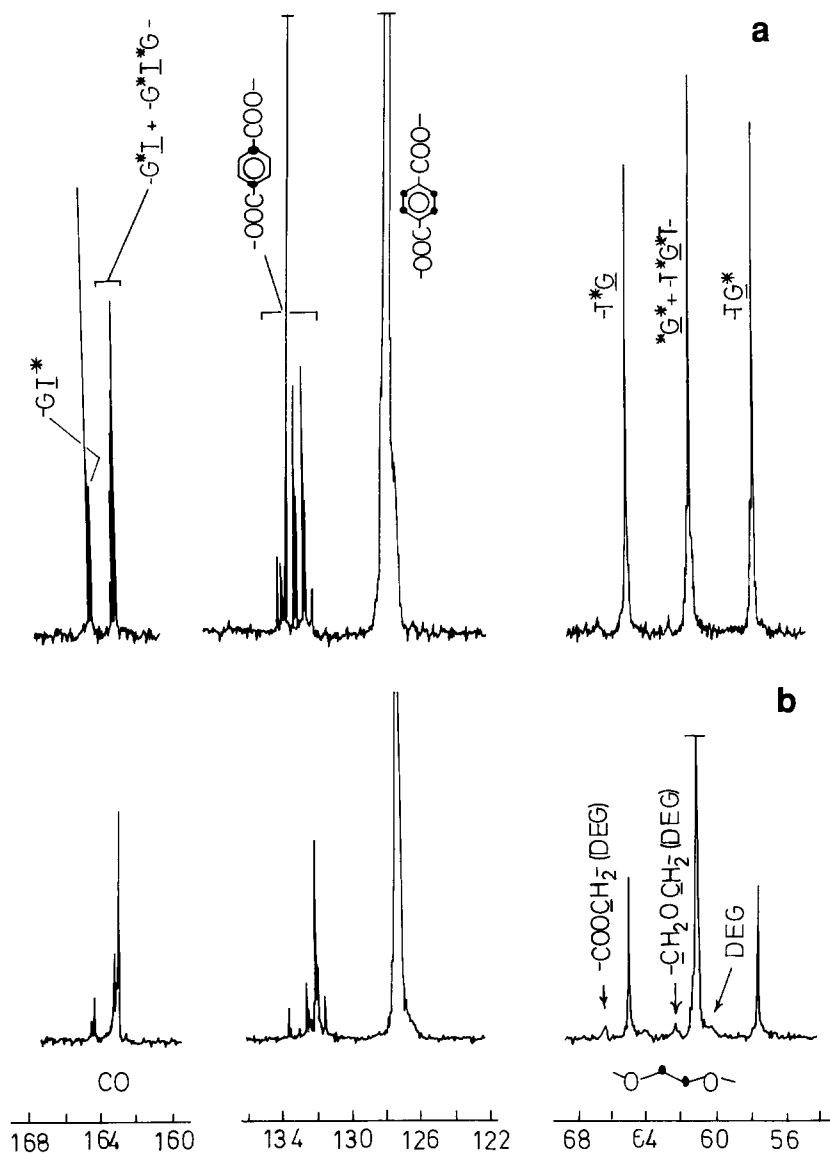 a
-G*T + -G*T*G-
-GT*
-OOC- -COO-
-OOC- -COO-
-T*G
*G* + -T*G*T-
-TG*
b
-COOCH2-(DEG)
-CH2OCH2-(DEG)
DEG
CO
O O
168 164 160
134 130 126 122
68 64 60 56